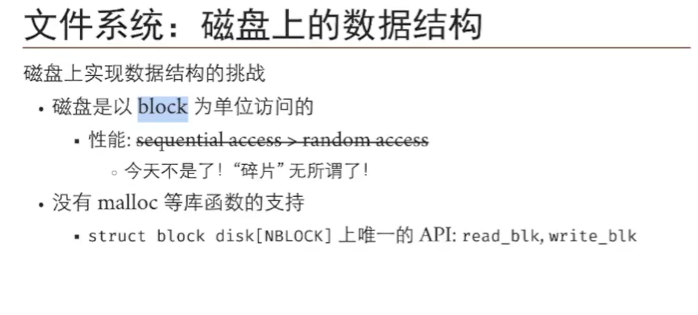 文件系统：磁盘上的数据结构
磁盘上实现数据结构的挑战
• 磁盘是以 block 为单位访问的
▪ 性能: sequential access > random access
◦ 今天不是了！“碎片” 无所谓了！
• 没有 malloc 等库函数的支持
▪ struct block disk[NBLOCK] 上唯一的 API: read_blk, write_blk